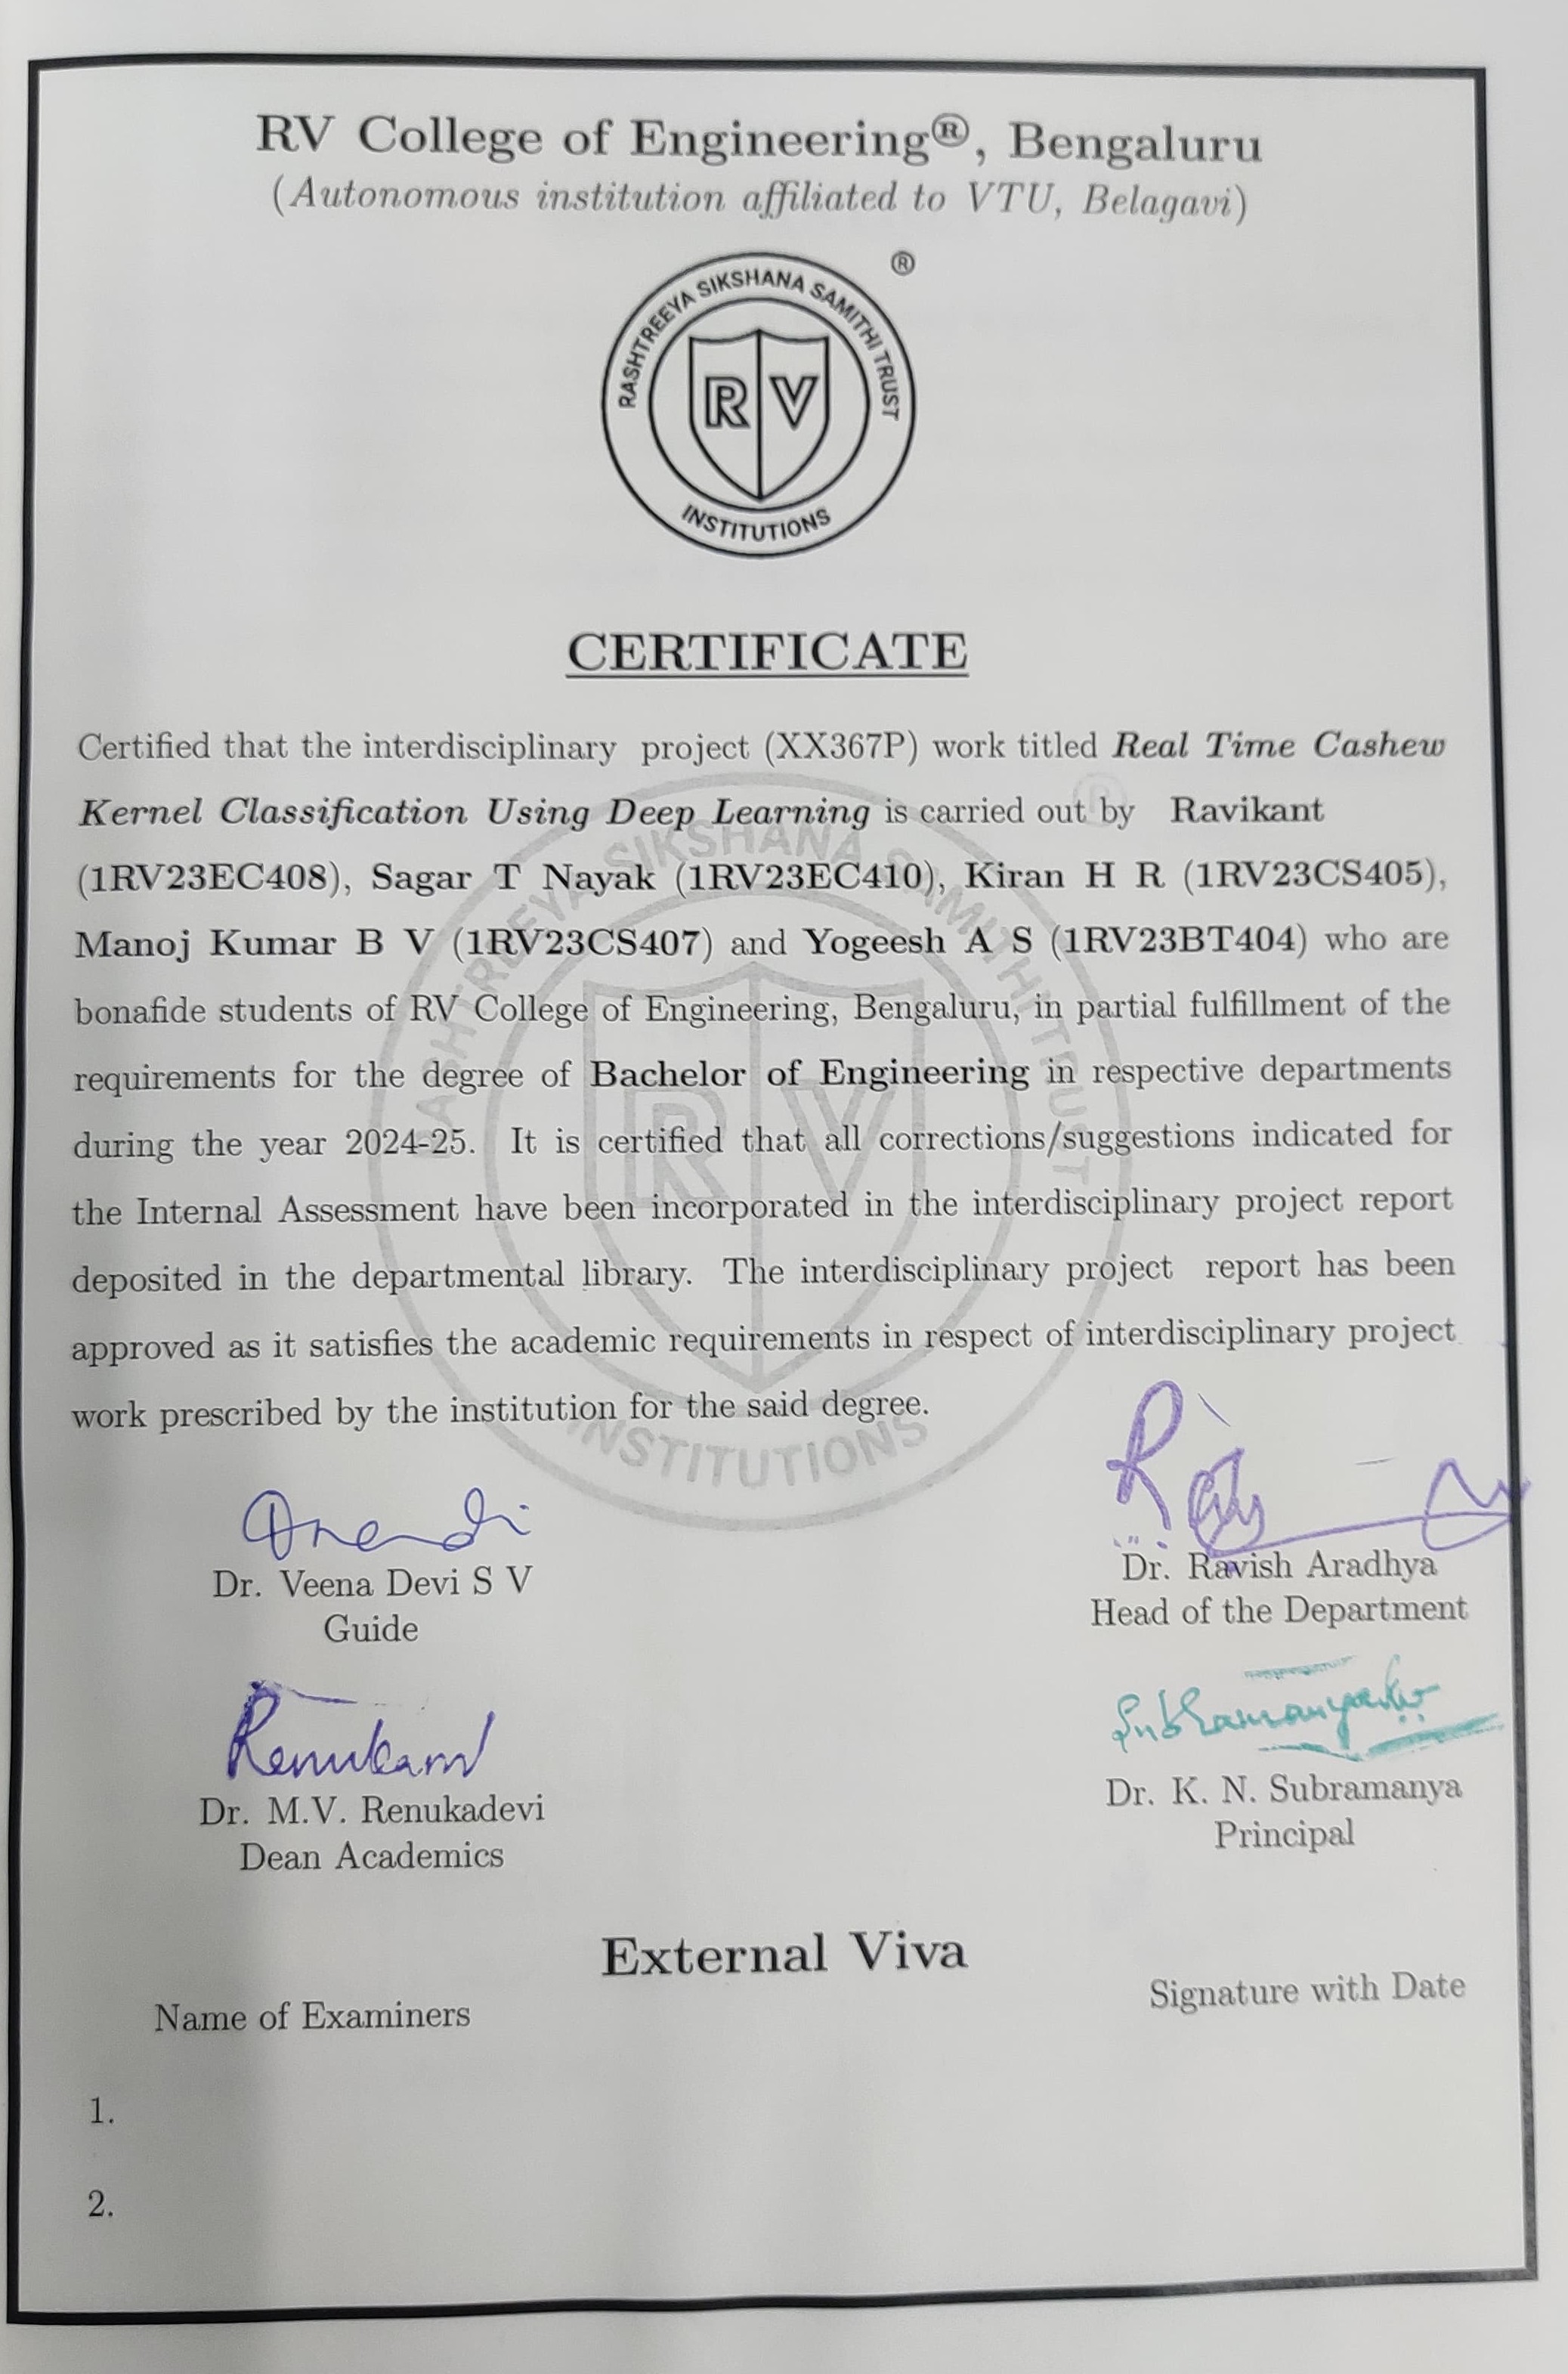 RV College of Engineering®, Bengaluru
(Autonomous institution affiliated to VTU, Belagavi)
®
RASHTREEYA SIKSHANA SAMITHI TRUST
RV
INSTITUTIONS
CERTIFICATE
Certified that the interdisciplinary project (XX367P) work titled Real Time Cashew
Kernel Classification Using Deep Learning is carried out by Ravikant
(1RV23EC408), Sagar T Nayak (1RV23EC410), Kiran H R (1RV23CS405),
Manoj Kumar B V (1RV23CS407) and Yogeesh A S (1RV23BT404) who are
bonafide students of RV College of Engineering, Bengaluru, in partial fulfillment of the
requirements for the degree of Bachelor of Engineering in respective departments
during the year 2024-25. It is certified that all corrections/suggestions indicated for
the Internal Assessment have been incorporated in the interdisciplinary project report
deposited in the departmental library. The interdisciplinary project report has been
approved as it satisfies the academic requirements in respect of interdisciplinary project
work prescribed by the institution for the said degree.
RASHTREEYA SIKSHANA SAMITHI TRUST
RV
INSTITUTIONS
Dr. Veena Devi S V
Guide
Dr. Ravish Aradhya
Head of the Department
Dr. M.V. Renukadevi
Dean Academics
Dr. K. N. Subramanya
Principal
External Viva
Name of Examiners
Signature with Date
1.
2.